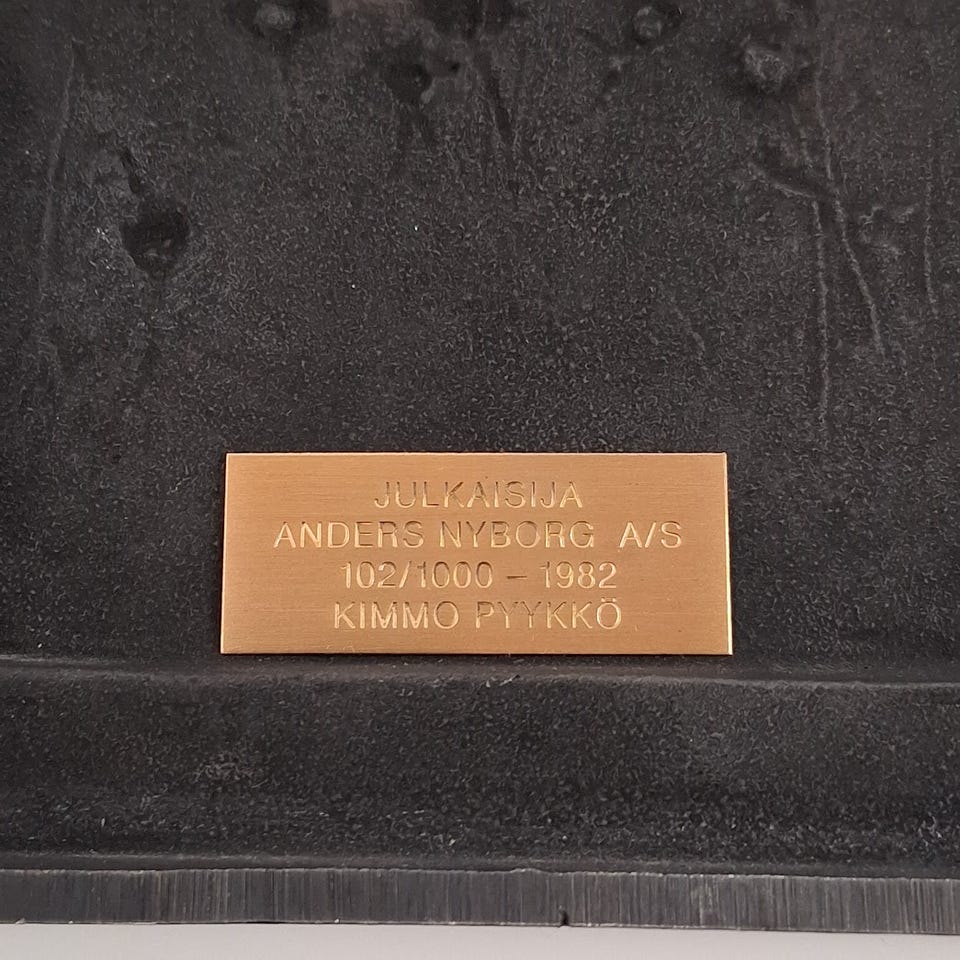 JULKAISIJA
ANDERS NYBORG A/S
102/1000 – 1982
KIMMO PYYKKÖ